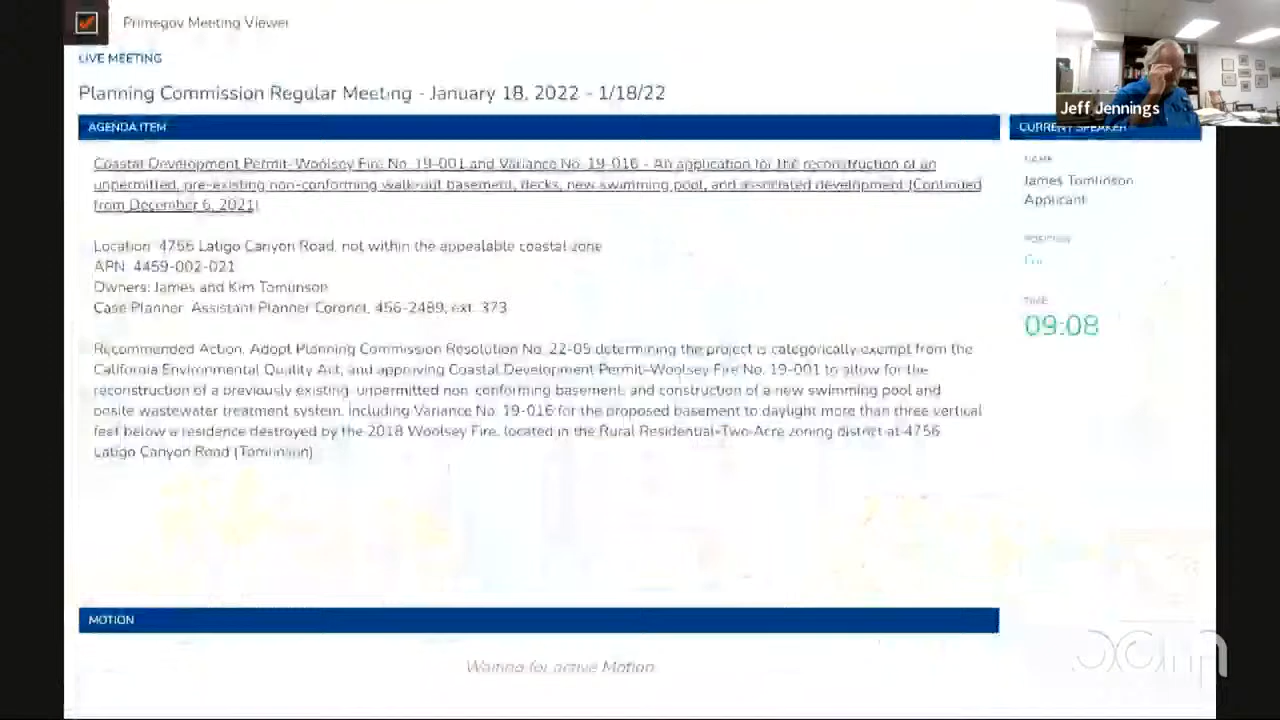 Primegov Meeting Viewer
LIVE MEETING
Planning Commission Regular Meeting - January 18, 2022 - 1/18/22
Jeff Jennings
AGENDA ITEM
CURRENT SPEAKER
Coastal Development Permit-Woolsey Fire No. 19-001 and Variance No. 19-016 - An application for the reconstruction of an
unpermitted, pre-existing non-conforming walk-out basement, decks, new swimming pool, and associated development (Continued
from December 6, 2021)
NAME
James Tomlinson
Applicant
POSITION
For
TIME
09:08
Location: 4756 Latigo Canyon Road, not within the appealable coastal zone
APN: 4459-002-021
Owners: James and Kim Tomlinson
Case Planner: Assistant Planner Coronel, 456-2489, ext. 373
Recommended Action: Adopt Planning Commission Resolution No. 22-05 determining the project is categorically exempt from the
California Environmental Quality Act, and approving Coastal Development Permit-Woolsey Fire No. 19-001 to allow for the
reconstruction of a previously existing, unpermitted non-conforming basement, and construction of a new swimming pool and
onsite wastewater treatment system, including Variance No. 19-016 for the proposed basement to daylight more than three vertical
feet below a residence destroyed by the 2018 Woolsey Fire, located in the Rural Residential-Two-Acre zoning district at 4756
Latigo Canyon Road (Tomlinson)
MOTION
Waiting for active Motion